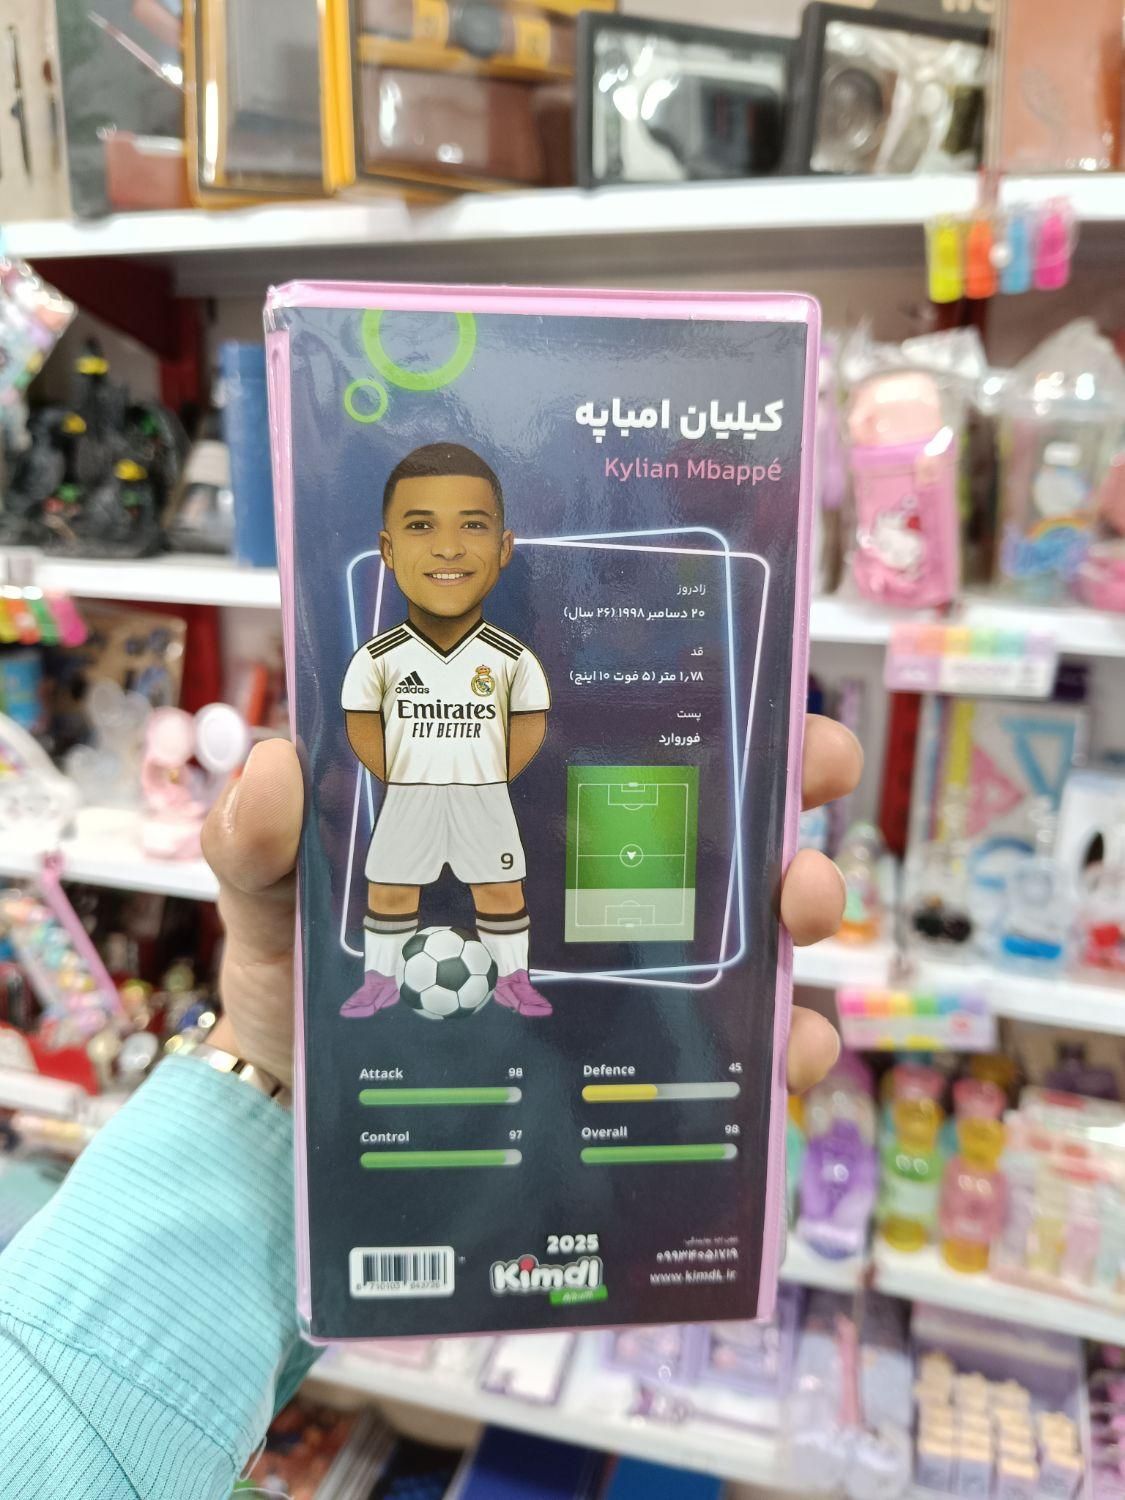 کیلیان امباپه
Kylian Mbappé
زادروز
۲۰ دسامبر ۱۹۹۸ (۲۶ سال)
قد
۱٫۷۸ متر (۵ فوت ۱۰ اینچ)
پست
فوروارد
adidas
Emirates
FLY BETTER
9
Attack 98
Defence 45
Control 97
Overall 98
2025
Kimdl
www.kimdl.ir